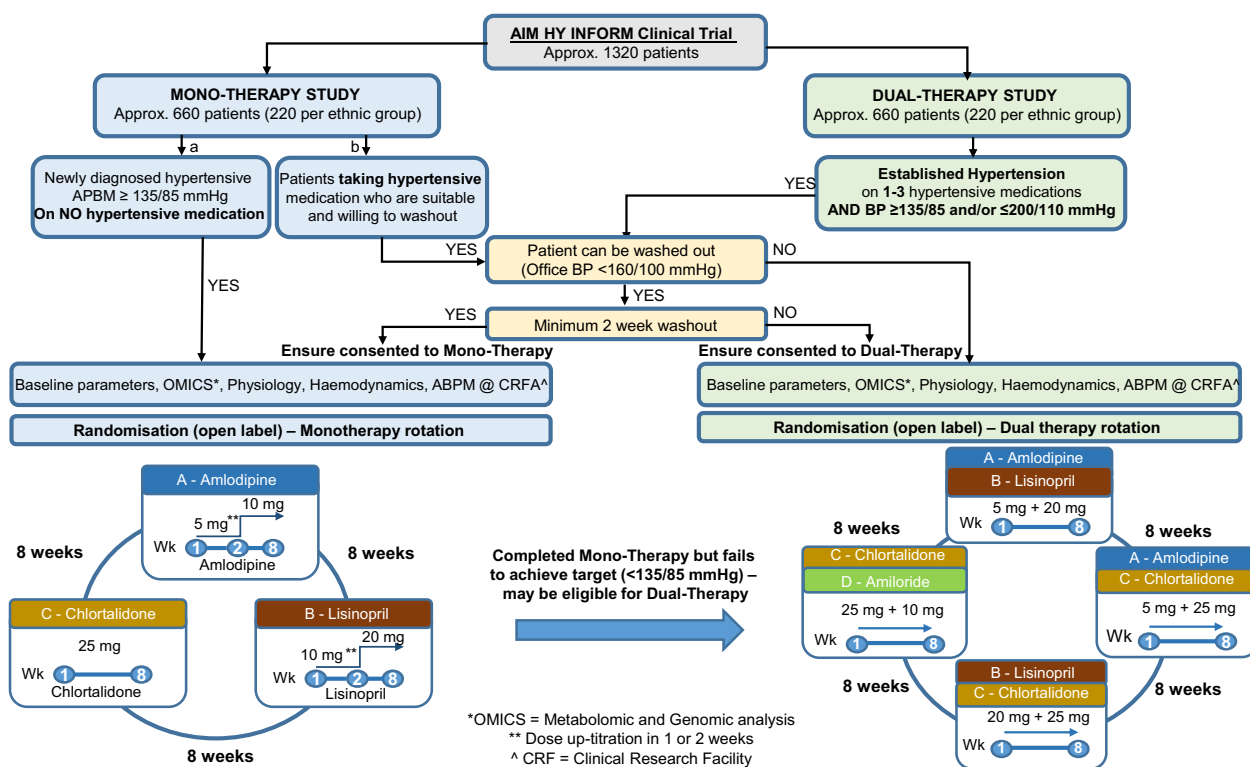 AIM HY INFORM Clinical Trial
Approx. 1320 patients
MONO-THERAPY STUDY
Approx. 660 patients (220 per ethnic group)
DUAL-THERAPY STUDY
Approx. 660 patients (220 per ethnic group)
a
b
Newly diagnosed hypertensive
APBM ≥ 135/85 mmHg
On NO hypertensive medication
Patients taking hypertensive
medication who are suitable
and willing to washout
YES
Established Hypertension
on 1-3 hypertensive medications
AND BP ≥135/85 and/or ≤200/110 mmHg
YES
Patient can be washed out
(Office BP <160/100 mmHg)
NO
YES
YES
YES
Minimum 2 week washout
NO
Ensure consented to Mono-Therapy
Ensure consented to Dual-Therapy
Baseline parameters, OMICS*, Physiology, Haemodynamics, ABPM @ CRFA^
Baseline parameters, OMICS*, Physiology, Haemodynamics, ABPM @ CRFA^
Randomisation (open label) – Monotherapy rotation
Randomisation (open label) – Dual therapy rotation
A - Amlodipine
10 mg
5 mg**
Wk 1 2 8
Amlodipine
8 weeks
8 weeks
C - Chlortalidone
25 mg
Wk 1 8
Chlortalidone
B - Lisinopril
20 mg
10 mg **
Wk 1 2 8
Lisinopril
8 weeks
Completed Mono-Therapy but fails
to achieve target (<135/85 mmHg) –
may be eligible for Dual-Therapy
*OMICS = Metabolomic and Genomic analysis
** Dose up-titration in 1 or 2 weeks
^ CRF = Clinical Research Facility
A - Amlodipine
B - Lisinopril
5 mg + 20 mg
Wk 1 8
8 weeks
8 weeks
C - Chlortalidone
D - Amiloride
25 mg + 10 mg
Wk 1 8
A - Amlodipine
C - Chlortalidone
5 mg + 25 mg
Wk 1 8
8 weeks
8 weeks
B - Lisinopril
C - Chlortalidone
20 mg + 25 mg
Wk 1 8